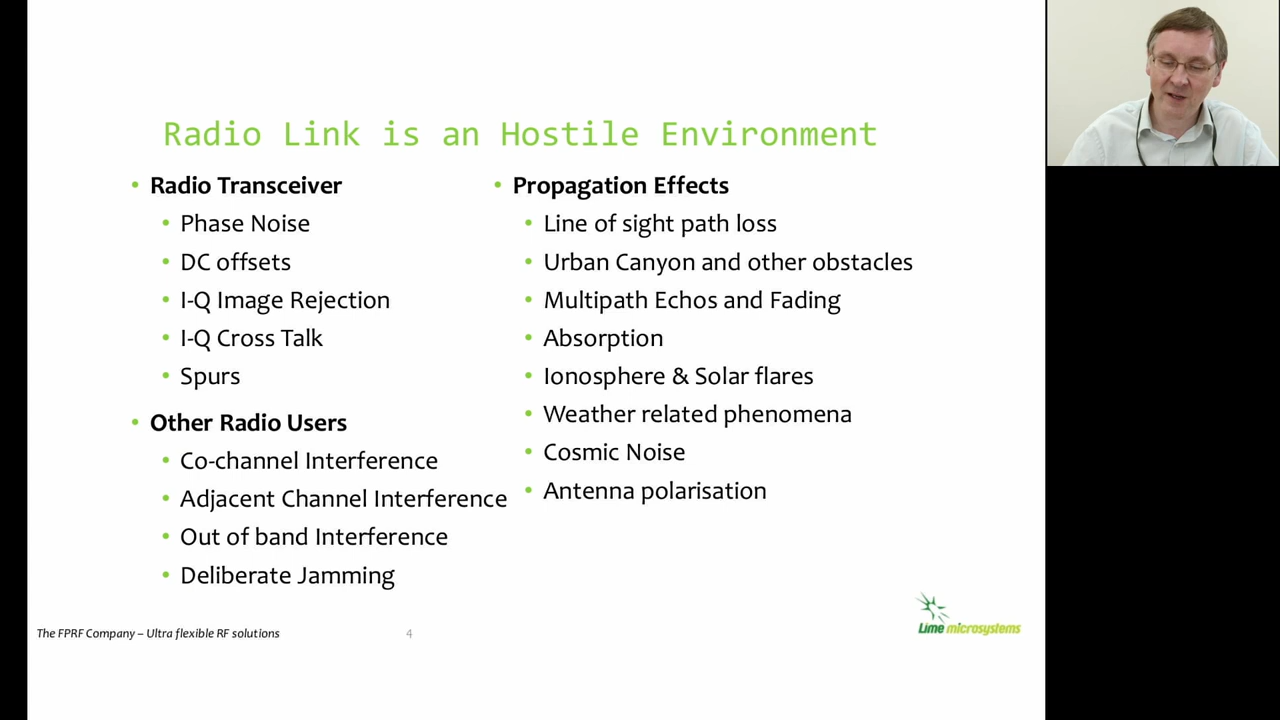 Radio Link is an Hostile Environment
• Radio Transceiver
• Phase Noise
• DC offsets
• I-Q Image Rejection
• I-Q Cross Talk
• Spurs
• Other Radio Users
• Co-channel Interference
• Adjacent Channel Interference
• Out of band Interference
• Deliberate Jamming
• Propagation Effects
• Line of sight path loss
• Urban Canyon and other obstacles
• Multipath Echos and Fading
• Absorption
• Ionosphere & Solar flares
• Weather related phenomena
• Cosmic Noise
• Antenna polarisation
The FPRF Company – Ultra flexible RF solutions
4
Lime microsystems